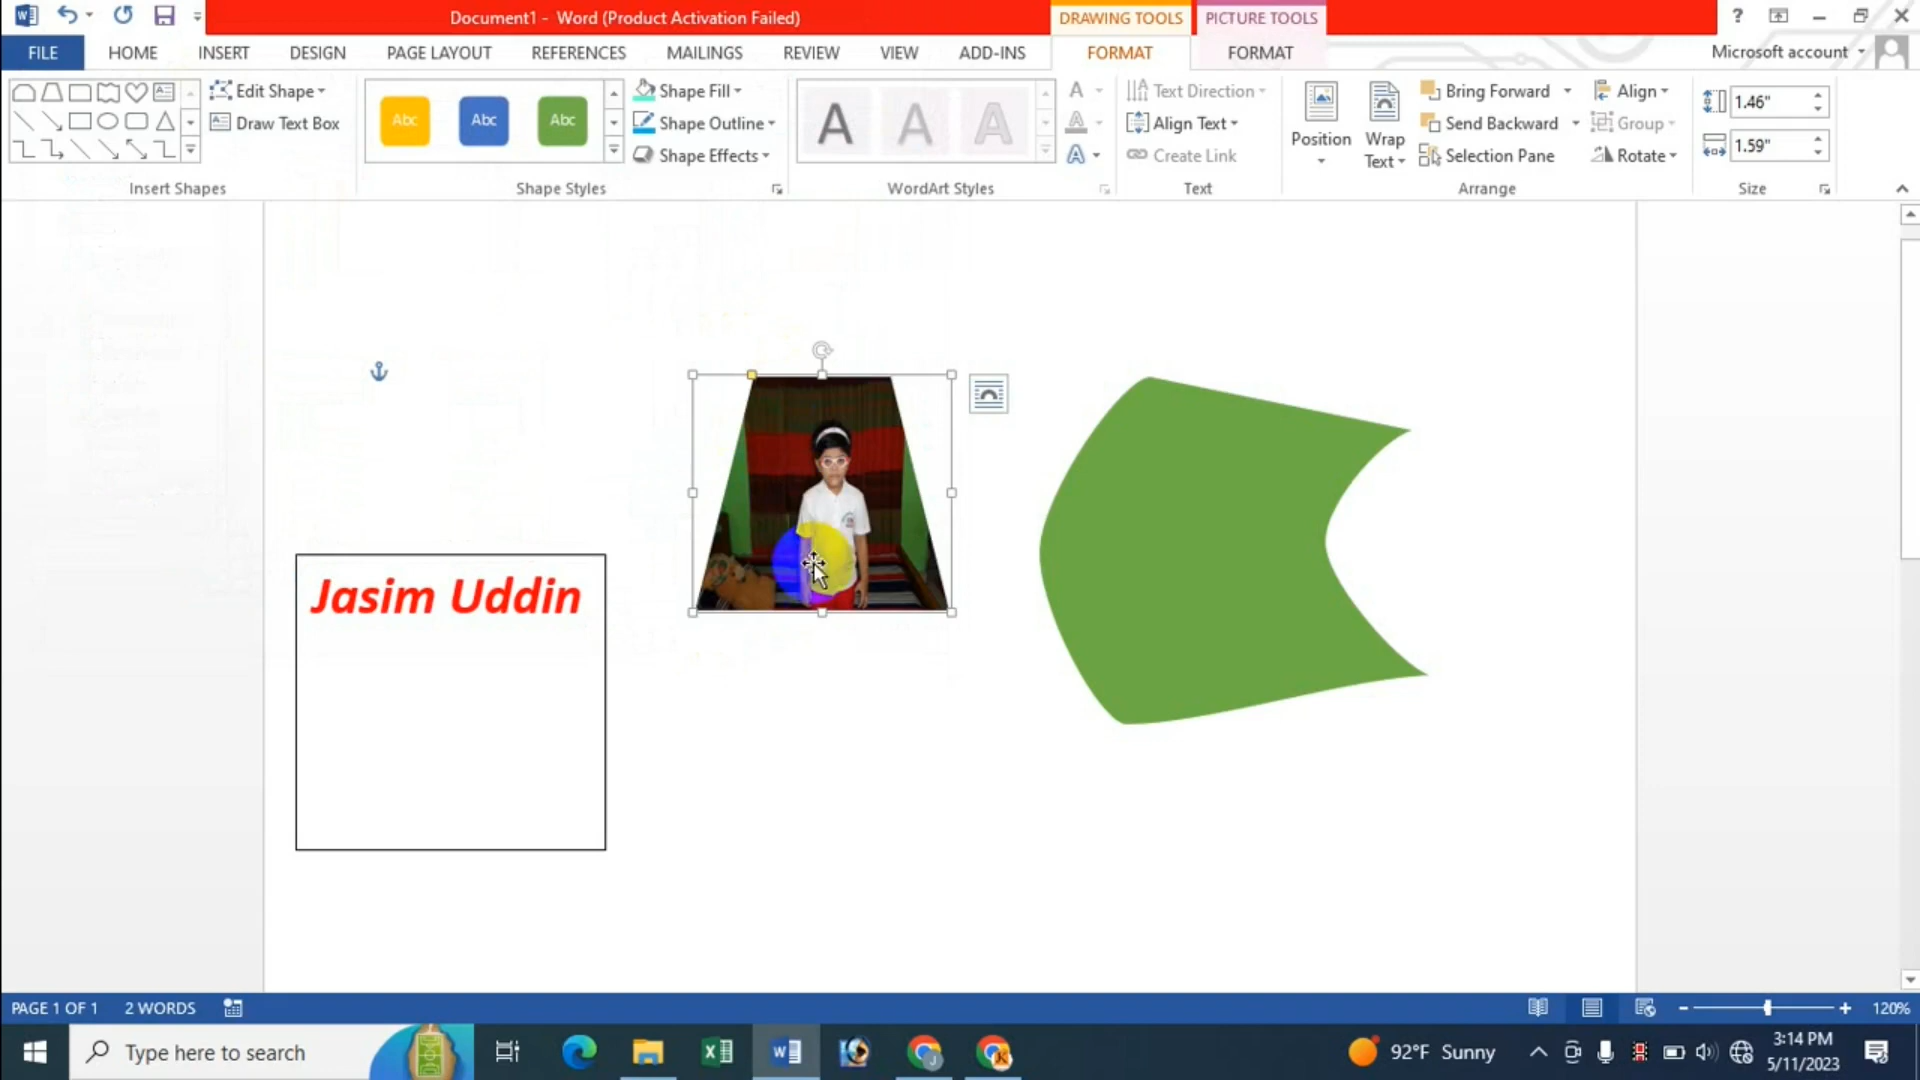 Document1 - Word (Product Activation Failed)
DRAWING TOOLS
PICTURE TOOLS
?
FILE
HOME
INSERT
DESIGN
PAGE LAYOUT
REFERENCES
MAILINGS
REVIEW
VIEW
ADD-INS
FORMAT
FORMAT
Microsoft account
Edit Shape
Draw Text Box
Insert Shapes
Abc
Abc
Abc
Shape Fill
Shape Outline
Shape Effects
Shape Styles
A
A
A
WordArt Styles
A
A
A
Text Direction
Align Text
Create Link
Text
Position
Wrap
Text
Bring Forward
Send Backward
Selection Pane
Align
Group
Rotate
Arrange
1.46"
1.59"
Size
Jasim Uddin
PAGE 1 OF 1
2 WORDS
120%
Type here to search
92°F Sunny
3:14 PM
5/11/2023